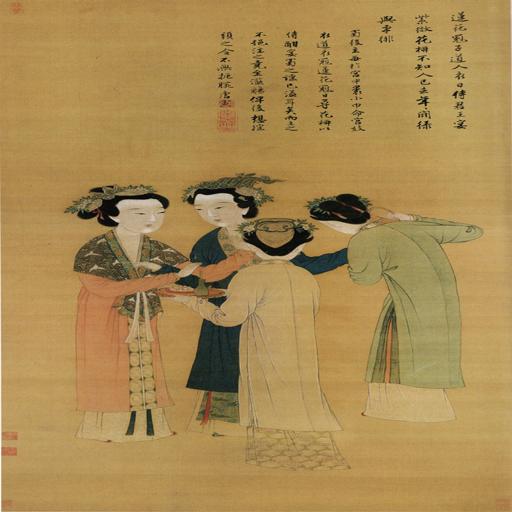 蓮花冠子道人衣日侍君王宴
紫微花柳不知人已去年年鬪綠
與爭緋
蜀後主每於宮中裹小巾命宮妓
衣道衣冠蓮花冠日尋花柳以
侍酣宴蜀之謠已溢耳矣而主之
不挹注之竟至濫觴俾後想搖
頭之令不無扼腕唐寅